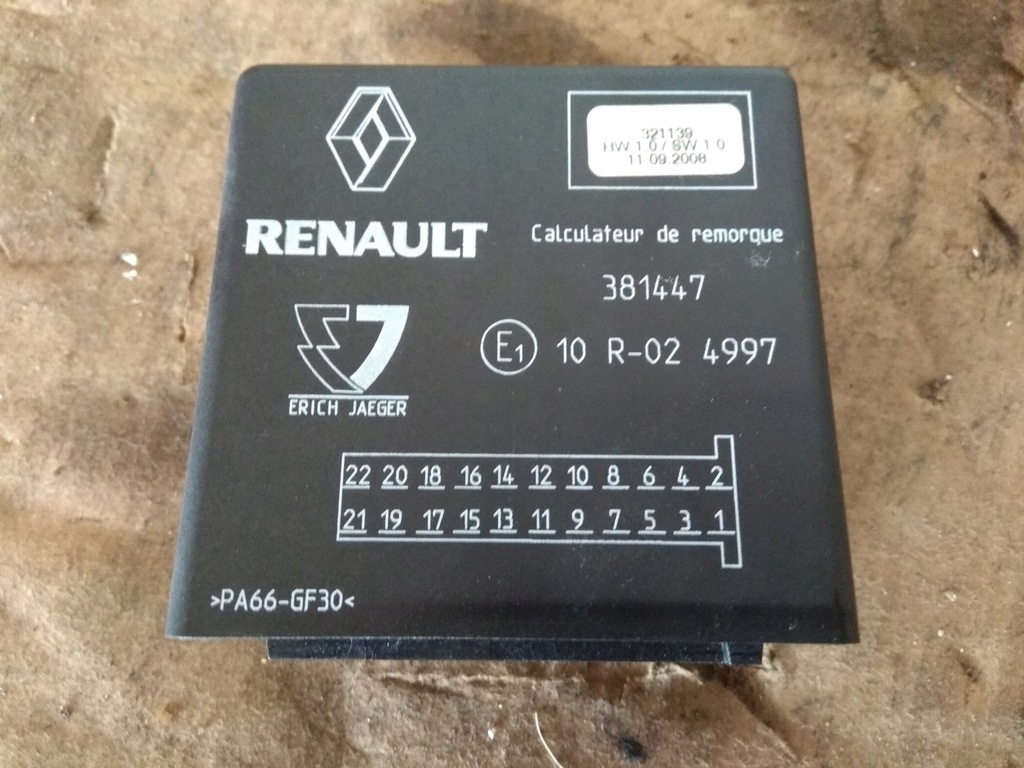 321139
HW 1.0 / SW 1.0
11.09.2008
RENAULT
Calculateur de remorque
381447
E1 10 R-02 4997
ERICH JAEGER
22 20 18 16 14 12 10 8 6 4 2
21 19 17 15 13 11 9 7 5 3 1
>PA66-GF30<